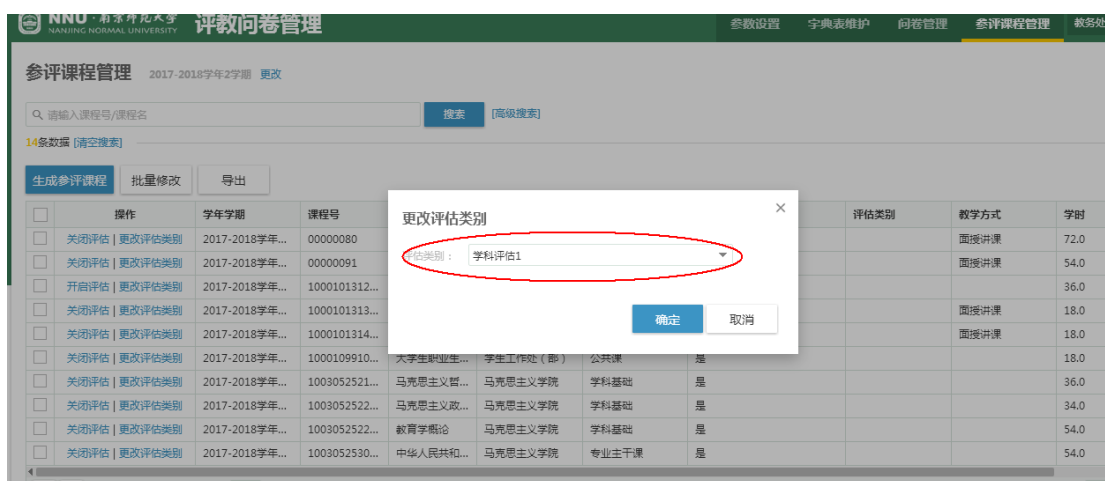 NNU·南京师范大学 评教问卷管理 参数设置 字典表维护 问卷管理 参评课程管理 教务处
NANJING NORMAL UNIVERSITY
参评课程管理 2017-2018学年2学期 更改
请输入课程号/课程名 搜索 [高级搜索]
14条数据 [清空搜索]
生成参评课程 批量修改 导出
操作 学年学期 课程号 评估类别 教学方式 学时
更改评估类别 ×
关闭评估 | 更改评估类别 2017-2018学年... 00000080 面授讲课 72.0
评估类别： 学科评估1
关闭评估 | 更改评估类别 2017-2018学年... 00000091 面授讲课 54.0
开启评估 | 更改评估类别 2017-2018学年... 1000101312... 36.0
关闭评估 | 更改评估类别 2017-2018学年... 1000101313... 面授讲课 18.0
确定 取消
关闭评估 | 更改评估类别 2017-2018学年... 1000101314... 面授讲课 18.0
关闭评估 | 更改评估类别 2017-2018学年... 1000109910... 大学生职业生... 学生工作处（部） 公共课 是 18.0
关闭评估 | 更改评估类别 2017-2018学年... 1003052521... 马克思主义哲... 马克思主义学院 学科基础 是 36.0
关闭评估 | 更改评估类别 2017-2018学年... 1003052522... 马克思主义政... 马克思主义学院 学科基础 是 34.0
关闭评估 | 更改评估类别 2017-2018学年... 1003052522... 教育学概论 马克思主义学院 学科基础 是 54.0
关闭评估 | 更改评估类别 2017-2018学年... 1003052530... 中华人民共和... 马克思主义学院 专业主干课 是 54.0